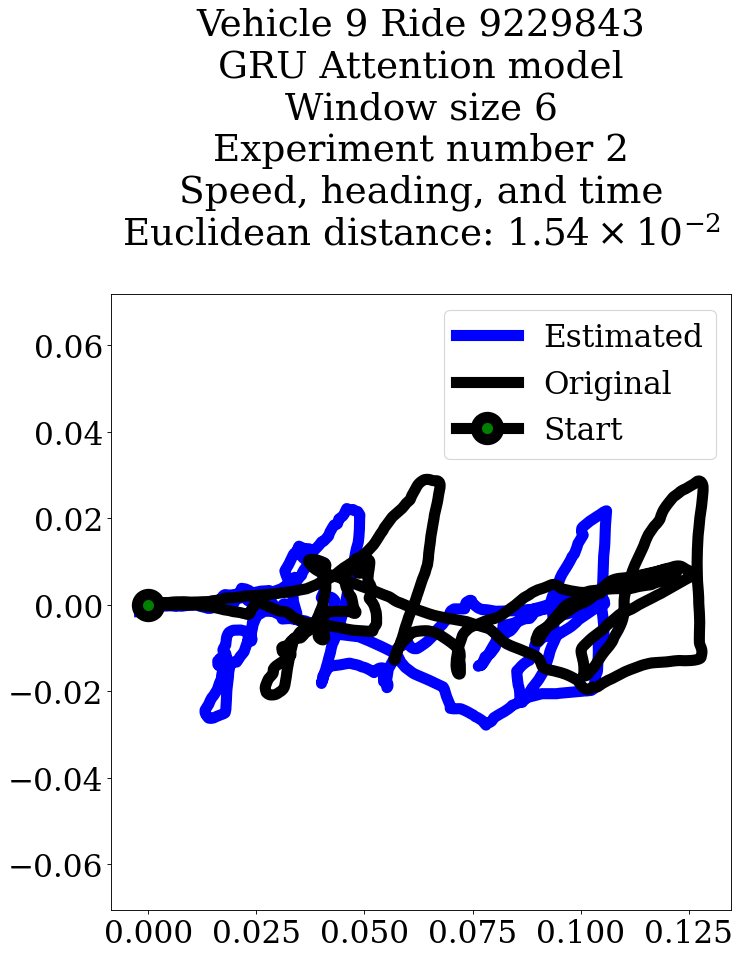 Vehicle 9 Ride 9229843
GRU Attention model
Window size 6
Experiment number 2
Speed, heading, and time
Euclidean distance: 1.54 × 10⁻²
Estimated
Original
Start
0.06
0.04
0.02
0.00
−0.02
−0.04
−0.06
0.000 0.025 0.050 0.075 0.100 0.125